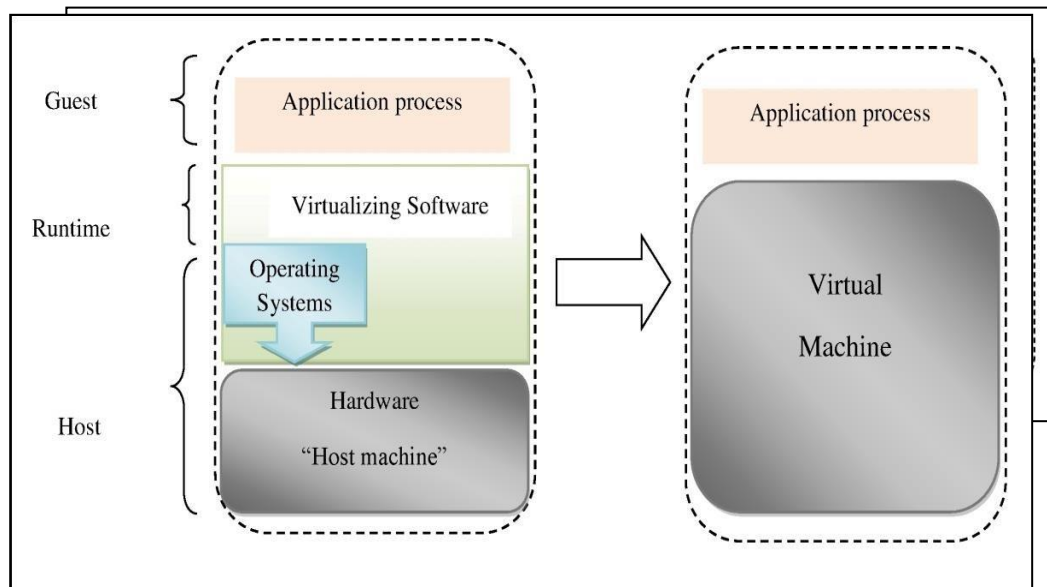 Guest
Application process
Runtime
Virtualizing Software
Operating
Systems
Host
Hardware
“Host machine”
Application process
Virtual
Machine